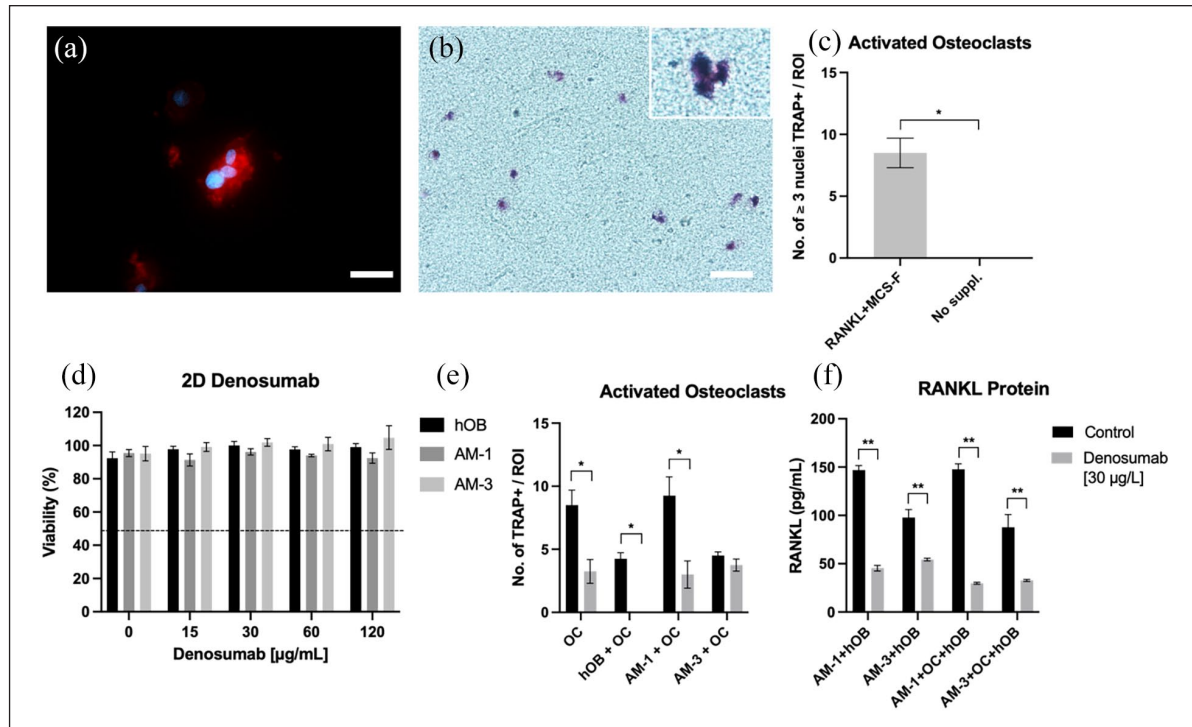 (a)
(b)
(c) Activated Osteoclasts
No. of ≥ 3 nuclei TRAP+ / ROI
15
10
5
0
*
RANKL+MCS-F
No suppl.
(d)
2D Denosumab
Viability (%)
120
100
80
60
40
20
0
0 15 30 60 120
Denosumab [µg/mL]
hOB
AM-1
AM-3
(e)
Activated Osteoclasts
No. of TRAP+ / ROI
15
10
5
0
* * *
OC
hOB + OC
AM-1 + OC
AM-3 + OC
(f)
RANKL Protein
RANKL (pg/mL)
200
150
100
50
0
** ** ** **
AM-1+hOB
AM-3+hOB
AM-1+OC+hOB
AM-3+OC+hOB
Control
Denosumab
[30 µg/L]